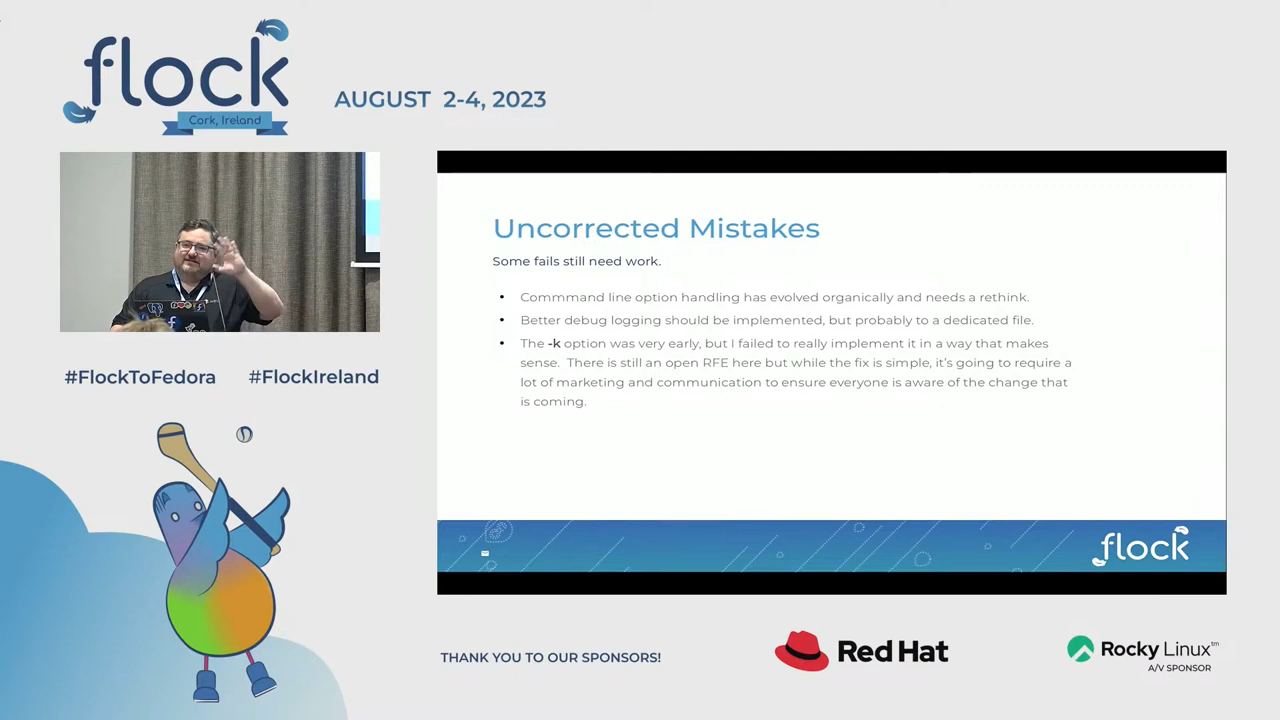 flock
Cork, Ireland
AUGUST 2-4, 2023
Uncorrected Mistakes
Some fails still need work.
• Commmand line option handling has evolved organically and needs a rethink.
• Better debug logging should be implemented, but probably to a dedicated file.
• The -k option was very early, but I failed to really implement it in a way that makes
sense. There is still an open RFE here but while the fix is simple, it's going to require a
lot of marketing and communication to ensure everyone is aware of the change that
is coming.
flock
#FlockToFedora #FlockIreland
THANK YOU TO OUR SPONSORS!
Red Hat
Rocky Linux™
A/V SPONSOR